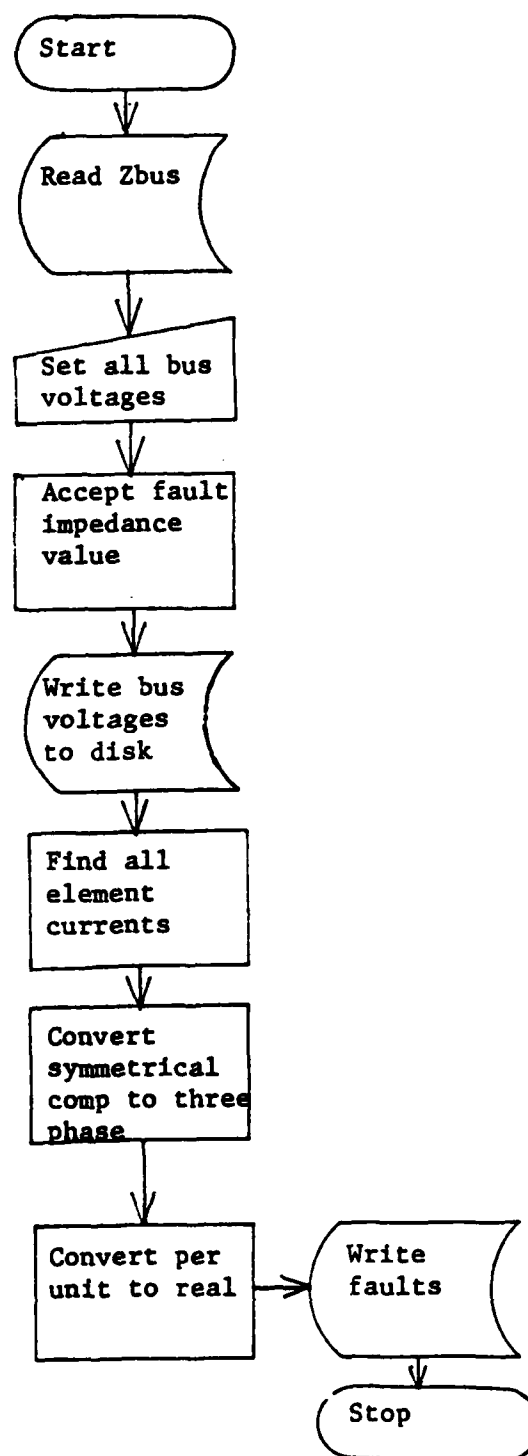 Start
Read Zbus
Set all bus
voltages
Accept fault
impedance
value
Write bus
voltages
to disk
Find all
element
currents
Convert
symmetrical
comp to three
phase
Convert per
unit to real
Write
faults
Stop